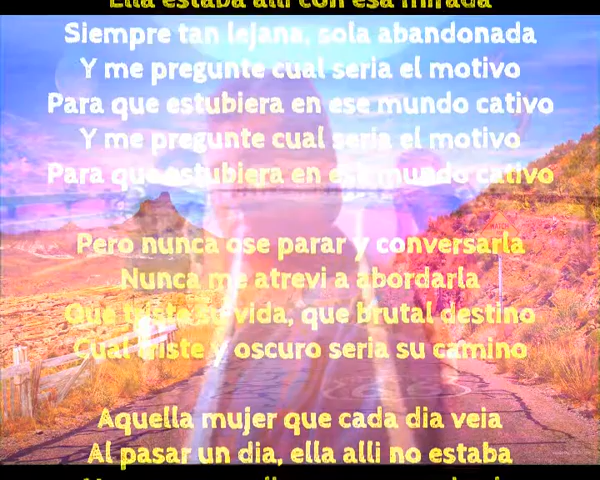 Ella estaba alli con esa mirada
Siempre tan lejana, sola abandonada
Y me pregunte cual seria el motivo
Para que estubiera en ese mundo cativo
Y me pregunte cual seria el motivo
Para que estubiera en ese mundo cativo
Pero nunca ose parar y conversarla
Nunca me atrevi a abordarla
Que triste su vida, que brutal destino
Cual triste y oscuro seria su camino
Aquella mujer que cada dia veia
Al pasar un dia, ella alli no estaba